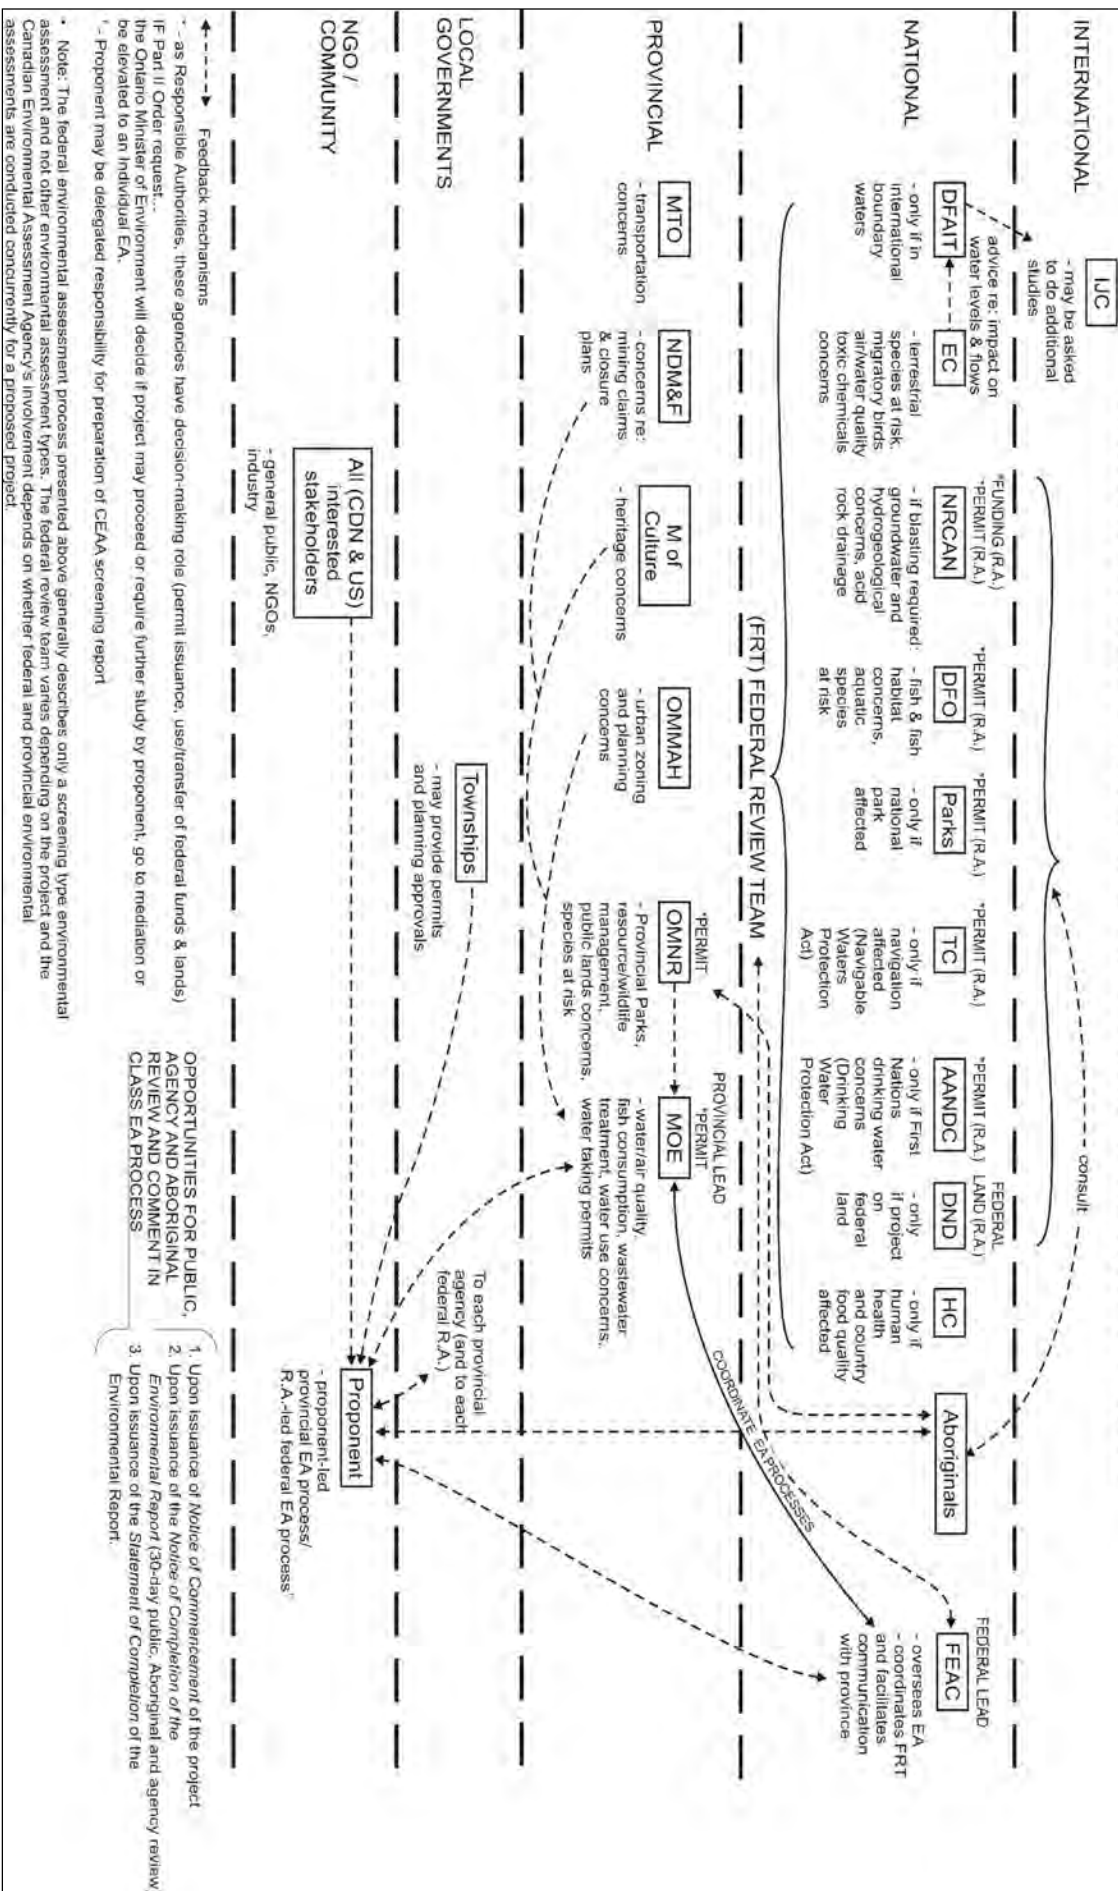 INTERNATIONAL
IJC
- may be asked
to do additional
studies
consult
NATIONAL
DFAIT
- only if in
international
boundary
waters
advice re: impact on
water levels & flows
EC
- terrestrial
species at risk,
migratory birds
air/water quality
toxic chemicals
concerns
*FUNDING (R.A.)
*PERMIT (R.A.)
NRCAN
- if blasting required:
groundwater and
hydrogeological
concerns, acid
rock drainage
*PERMIT (R.A.)
DFO
- fish & fish
habitat
concerns,
aquatic
species
at risk
*PERMIT (R.A.)
Parks
- only if
national
park
affected
*PERMIT (R.A.)
TC
- only if
navigation
affected
(Navigable
Waters
Protection
Act)
*PERMIT (R.A.)
AANDC
- only if First
Nations
drinking water
concerns
(Drinking
Water
Protection Act)
FEDERAL
LAND (R.A.)
DND
- only
if project
on
federal
land
HC
- only if
human
health
and country
food quality
affected
Aboriginals
FEDERAL LEAD
FEAC
- oversees EA
- coordinates FRT
and facilitates
communication
with province
(FRT) FEDERAL REVIEW TEAM
COORDINATE EA PROCESSES
PROVINCIAL
MTO
- transportation
concerns
NDM&F
- concerns re:
mining claims
& closure
plans
M of
Culture
- heritage concerns
OMMAH
- urban zoning
and planning
concerns
*PERMIT
OMNR
- Provincial Parks,
resource/wildlife
management,
public lands concerns,
species at risk
PROVINCIAL LEAD
*PERMIT
MOE
- water/air quality,
fish consumption, wastewater
treatment, water use concerns,
water taking permits
LOCAL
GOVERNMENTS
Townships
- may provide permits
and planning approvals
To each provincial
agency (and to each
federal R.A.)
NGO /
COMMUNITY
All (CDN & US)
interested
stakeholders
- general public, NGOs,
industry
Proponent
- proponent-led
provincial EA process/
R.A.-led federal EA process
Feedback mechanisms
- as Responsible Authorities, these agencies have decision-making role (permit issuance, use/transfer of federal funds & lands)
IF Part II Order request...
the Ontario Minister of Environment will decide if project may proceed or require further study by proponent, go to mediation or
be elevated to an Individual EA.
- Proponent may be delegated responsibility for preparation of CEAA screening report
• Note: The federal environmental assessment process presented above generally describes only a screening type environmental
assessment and not other environmental assessment types. The federal review team varies depending on the project and the
Canadian Environmental Assessment Agency's involvement depends on whether federal and provincial environmental
assessments are conducted concurrently for a proposed project.
OPPORTUNITIES FOR PUBLIC,
AGENCY AND ABORIGINAL
REVIEW AND COMMENT IN
CLASS EA PROCESS
1. Upon issuance of Notice of Commencement of the project
2. Upon issuance of the Notice of Completion of the
Environmental Report (30-day public, Aboriginal and agency review
3. Upon issuance of the Statement of Completion of the
Environmental Report.